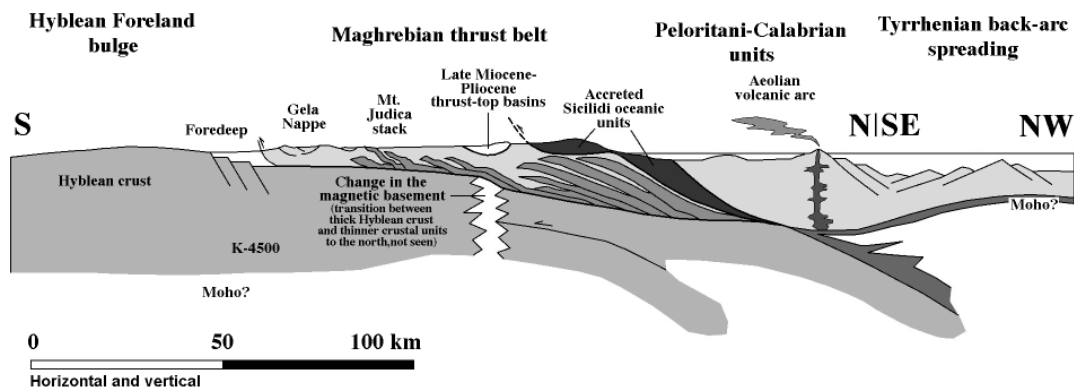 Hyblean Foreland
bulge
Maghrebian thrust belt
Peloritani-Calabrian
units
Tyrrhenian back-arc
spreading
S
Foredeep
Gela
Nappe
Mt.
Judica
stack
Late Miocene-
Pliocene
thrust-top basins
Accreted
Sicilidi oceanic
units
Aeolian
volcanic arc
N|SE
NW
Hyblean crust
Change in the
magnetic basement
(transition between
thick Hyblean crust
and thinner crustal units
to the north,not seen)
K-4500
Moho?
Moho?
0
50
100 km
Horizontal and vertical